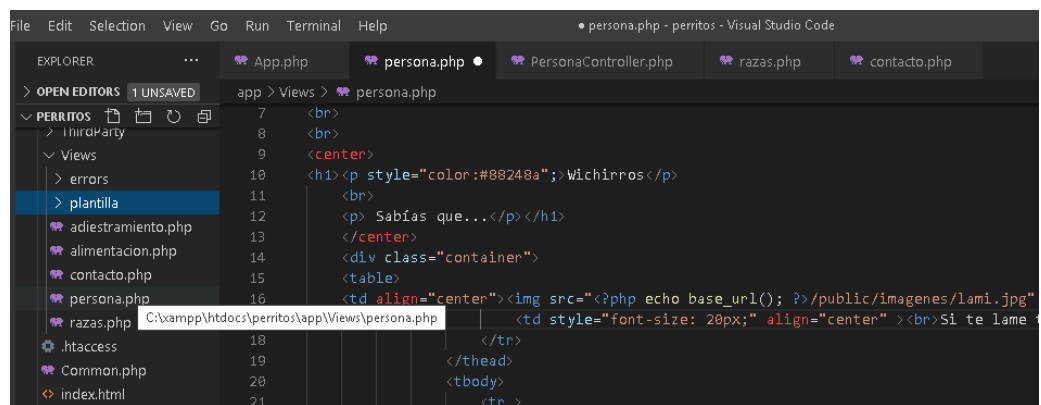 File Edit Selection View Go Run Terminal Help ● persona.php - perritos - Visual Studio Code
EXPLORER ··· App.php persona.php ● PersonaController.php razas.php contacto.php
> OPEN EDITORS 1 UNSAVED app > Views > persona.php
PERRITOS
> ThirdParty
Views
> errors
> plantilla
adiestramiento.php
alimentacion.php
contacto.php
persona.php
razas.php
.htaccess
Common.php
index.html
C:\xampp\htdocs\perritos\app\Views\persona.php
7 <br>
8 <br>
9 <center>
10 <h1><p style="color:#88248a";>Wichirros</p>
11 <br>
12 <p> Sabías que...</p></h1>
13 </center>
14 <div class="container">
15 <table>
16 <td align="center"><img src="<?php echo base_url(); ?>/public/imagenes/lami.jpg"
<td style="font-size: 20px;" align="center" ><br>Si te lame
18 </tr>
19 </thead>
20 <tbody>
21 <tr >